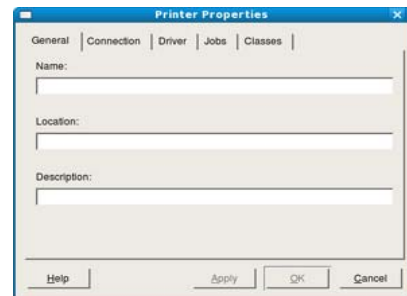 Printer Properties
General Connection Driver Jobs Classes
Name:
Location:
Description:
Help Apply OK Cancel